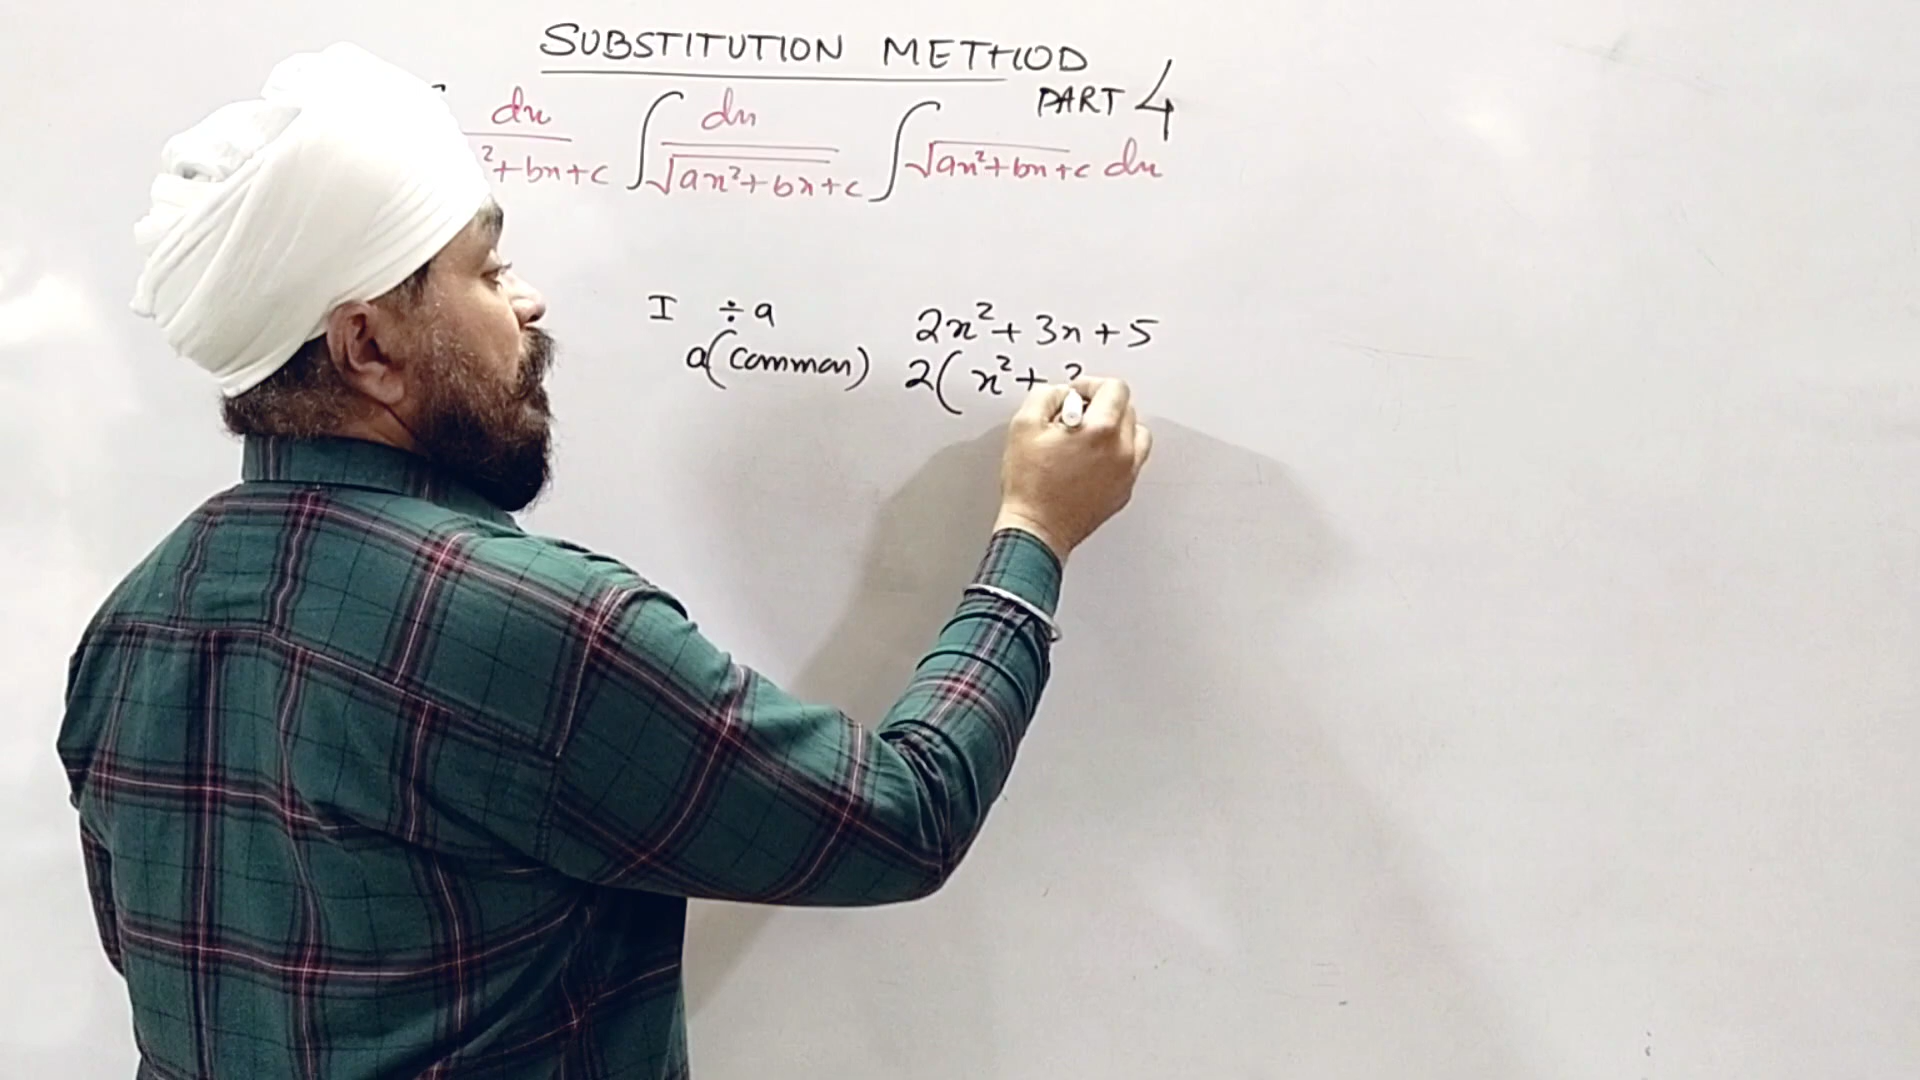 SUBSTITUTION METHOD
PART 4
dx / ²+bx+c ∫ dx / √ax²+bx+c ∫ √ax²+bx+c dx
I ÷a 2x²+3x+5
a(common) 2(x²+3